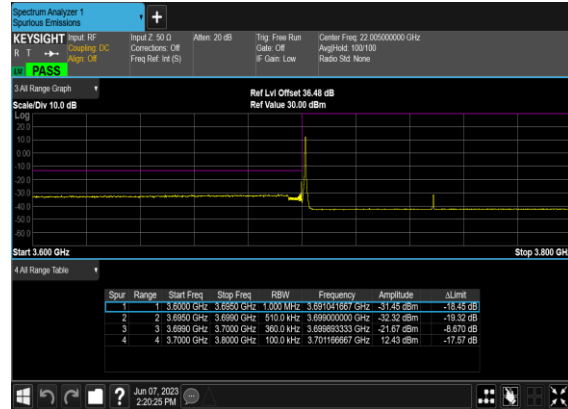 Spectrum Analyzer 1
Spurious Emissions
KEYSIGHT
R T
LXI
PASS
Input: RF
Coupling: DC
Align: Off
Input Z: 50 Ω
Corrections: Off
Freq Ref: Int (S)
Atten: 20 dB
Trig: Free Run
Gate: Off
IF Gain: Low
Center Freq: 22.005000000 GHz
Avg|Hold: 100/100
Radio Std: None
3 All Range Graph
Scale/Div 10.0 dB
Ref Lvl Offset 36.48 dB
Ref Value 30.00 dBm
Log
20.0
10.0
0.00
-10.0
-20.0
-30.0
-40.0
-50.0
-60.0
Start 3.600 GHz
Stop 3.800 GHz
4 All Range Table
Spur Range Start Freq Stop Freq RBW Frequency Amplitude ΔLimit
1 1 3.6000 GHz 3.6950 GHz 1.000 MHz 3.691041667 GHz -31.45 dBm -18.45 dB
2 2 3.6950 GHz 3.6990 GHz 510.0 kHz 3.699000000 GHz -32.32 dBm -19.32 dB
3 3 3.6990 GHz 3.7000 GHz 360.0 kHz 3.699893333 GHz -21.67 dBm -8.670 dB
4 4 3.7000 GHz 3.8000 GHz 100.0 kHz 3.701166667 GHz 12.43 dBm -17.57 dB
?
Jun 07, 2023
2:20:25 PM